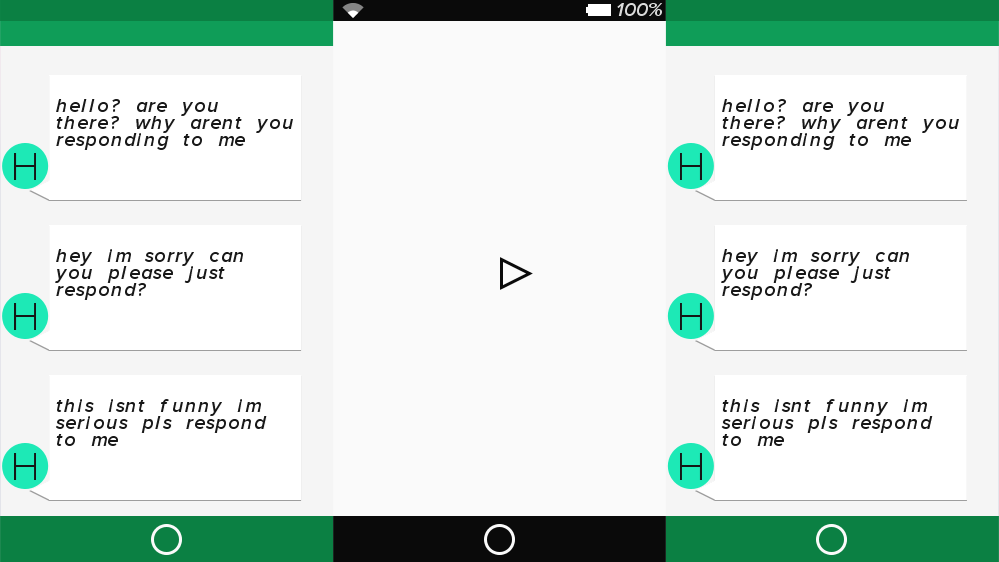 100%
hello? are you
there? why arent you
responding to me
H
hey im sorry can
you please just
respond?
H
this isnt funny im
serious pls respond
to me
H
hello? are you
there? why arent you
responding to me
H
hey im sorry can
you please just
respond?
H
this isnt funny im
serious pls respond
to me
H